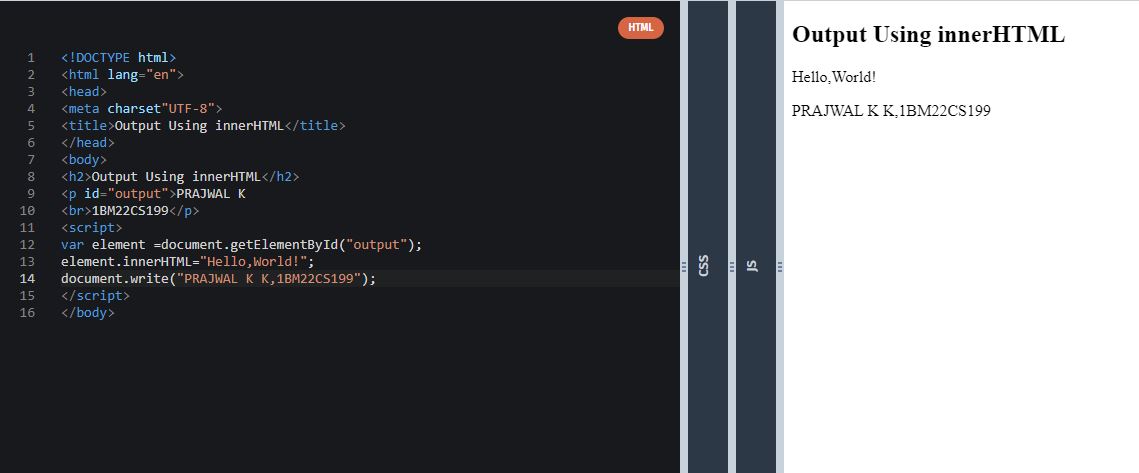 HTML
1 <!DOCTYPE html>
2 <html lang="en">
3 <head>
4 <meta charset"UTF-8">
5 <title>Output Using innerHTML</title>
6 </head>
7 <body>
8 <h2>Output Using innerHTML</h2>
9 <p id="output">PRAJWAL K
10 <br>1BM22CS199</p>
11 <script>
12 var element =document.getElementById("output");
13 element.innerHTML="Hello,World!";
14 document.write("PRAJWAL K K,1BM22CS199");
15 </script>
16 </body>
CSS
JS
Output Using innerHTML
Hello,World!
PRAJWAL K K,1BM22CS199